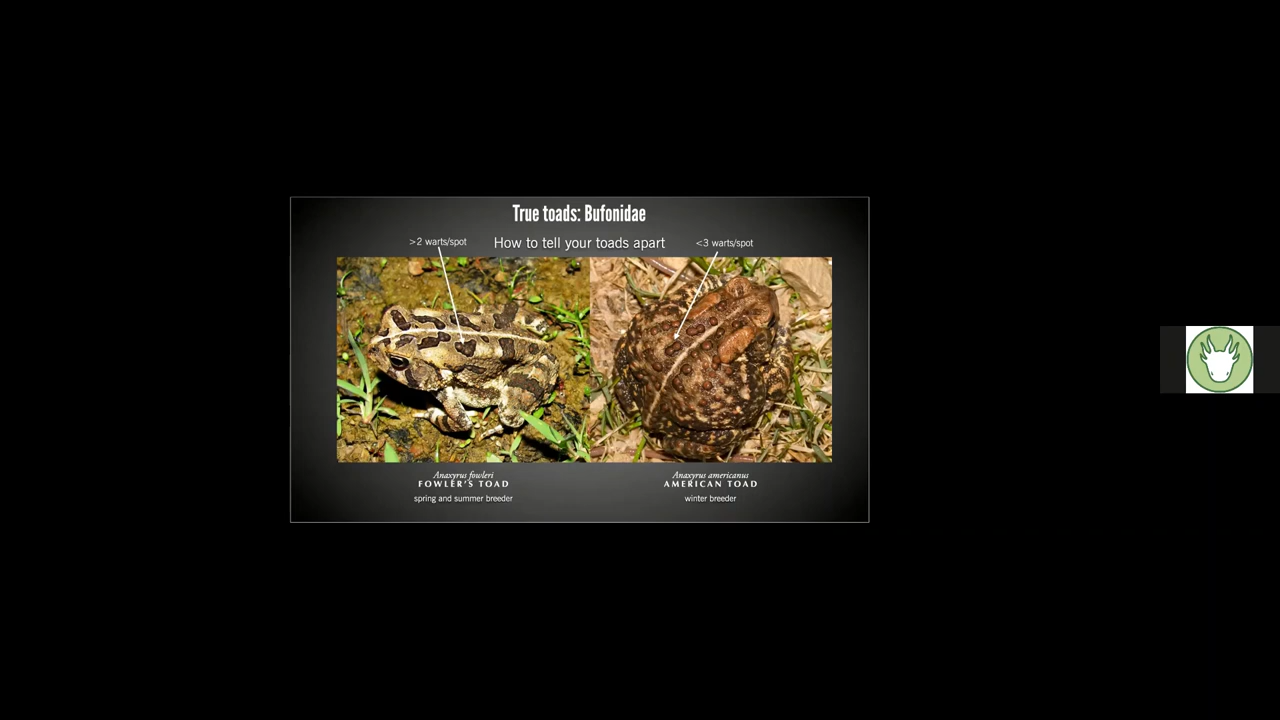 True toads: Bufonidae
How to tell your toads apart
>2 warts/spot
<3 warts/spot
Anaxyrus fowleri
FOWLER'S TOAD
spring and summer breeder
Anaxyrus americanus
AMERICAN TOAD
winter breeder